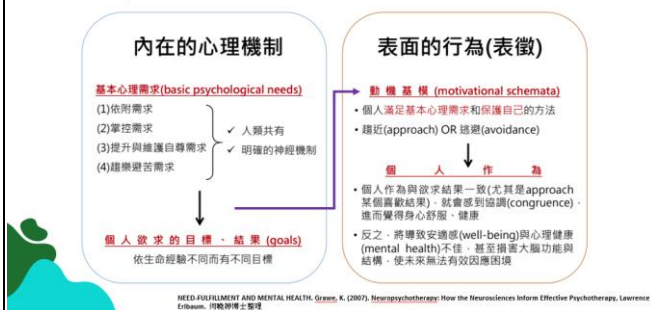 內在的心理機制
基本心理需求(basic psychological needs)
(1)依附需求
(2)掌控需求
(3)提升與維護自尊需求
(4)趨樂避苦需求
✓ 人類共有
✓ 明確的神經機制
個人欲求的目標、結果(goals)
依生命經驗不同而有不同目標
表面的行為(表徵)
動機基模 (motivational schemata)
• 個人滿足基本心理需求和保護自己的方法
• 趨近(approach) OR 逃避(avoidance)
個人作為
• 個人作為與欲求結果一致(尤其是approach
某個喜歡結果)，就會感到協調(congruence)，
進而覺得身心舒服、健康
• 反之，將導致安適感(well-being)與心理健康
(mental health)不佳，甚至損害大腦功能與
結構，使未來無法有效因應困境
NEED-FULFILLMENT AND MENTAL HEALTH. Grawe, K. (2007). Neuropsychotherapy: How the Neurosciences Inform Effective Psychotherapy, Lawrence
Erlbaum. 何曉婷博士整理